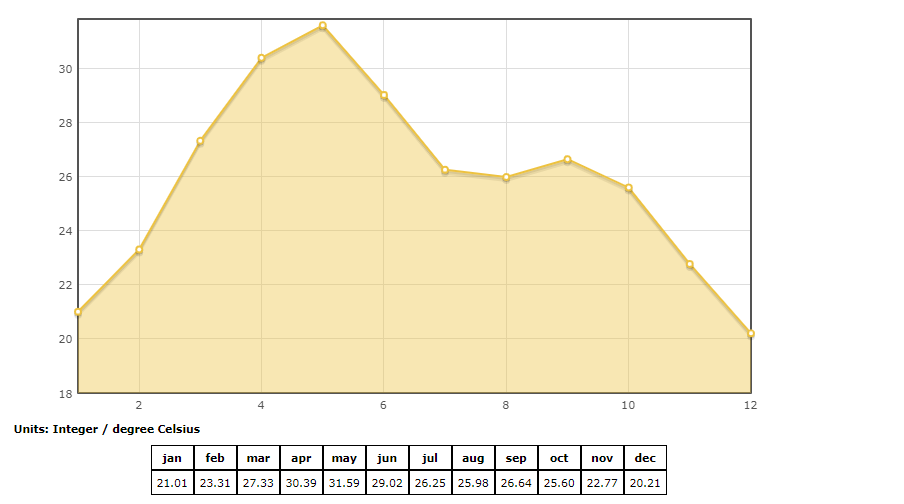 30
28
26
24
22
20
18
2 4 6 8 10 12
Units: Integer / degree Celsius
jan feb mar apr may jun jul aug sep oct nov dec
21.01 23.31 27.33 30.39 31.59 29.02 26.25 25.98 26.64 25.60 22.77 20.21